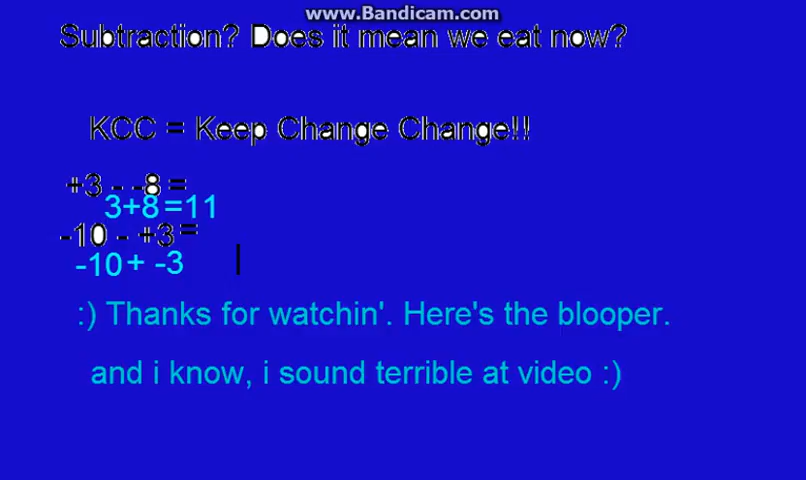 www.Bandicam.com
Subtraction? Does it mean we eat now?
KCC = Keep Change Change!!
+3 - -8 =
3+8 =11
-10 - +3 =
-10 + -3
:) Thanks for watchin'. Here's the blooper.
and i know, i sound terrible at video :)